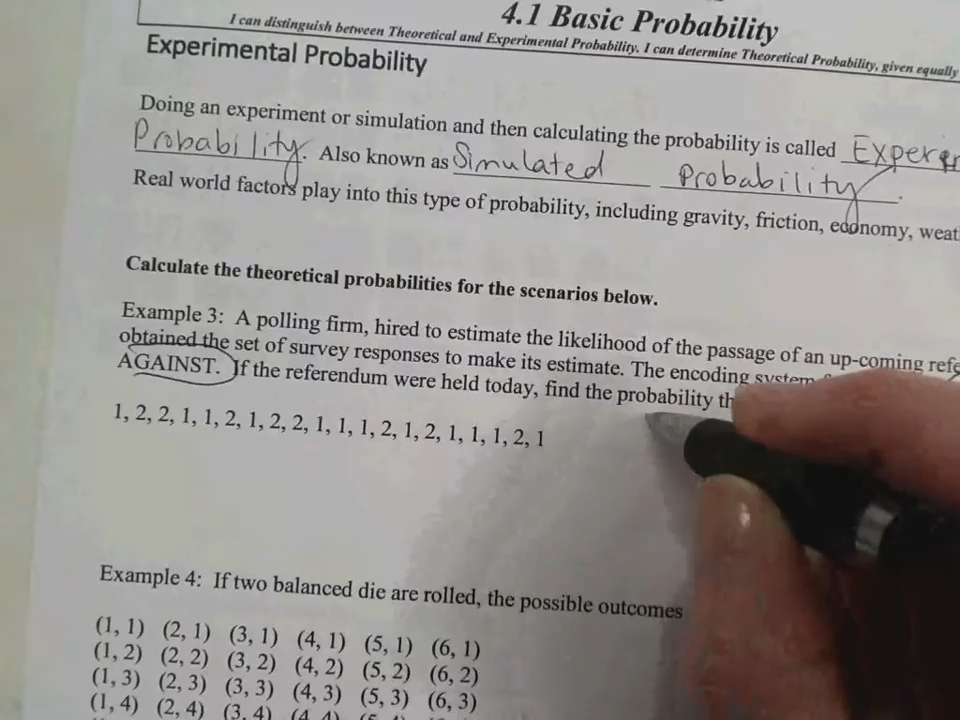 4.1 Basic Probability
I can distinguish between Theoretical and Experimental Probability. I can determine Theoretical Probability, given equally
Experimental Probability
Doing an experiment or simulation and then calculating the probability is called
Probability. Also known as Simulated Probability.
Real world factors play into this type of probability, including gravity, friction, economy,
Calculate the theoretical probabilities for the scenarios below.
Example 3: A polling firm, hired to estimate the likelihood of the passage of an up-coming
obtained the set of survey responses to make its estimate. The encoding system
AGAINST. If the referendum were held today, find the probability
1, 2, 2, 1, 1, 2, 1, 2, 2, 1, 1, 1, 2, 1, 2, 1, 1, 1, 2, 1
Example 4: If two balanced die are rolled, the possible outcomes
(1, 1) (2, 1) (3, 1) (4, 1) (5, 1) (6, 1)
(1, 2) (2, 2) (3, 2) (4, 2) (5, 2) (6, 2)
(1, 3) (2, 3) (3, 3) (4, 3) (5, 3) (6, 3)
(1, 4) (2, 4) (3, 4) (4, 4)